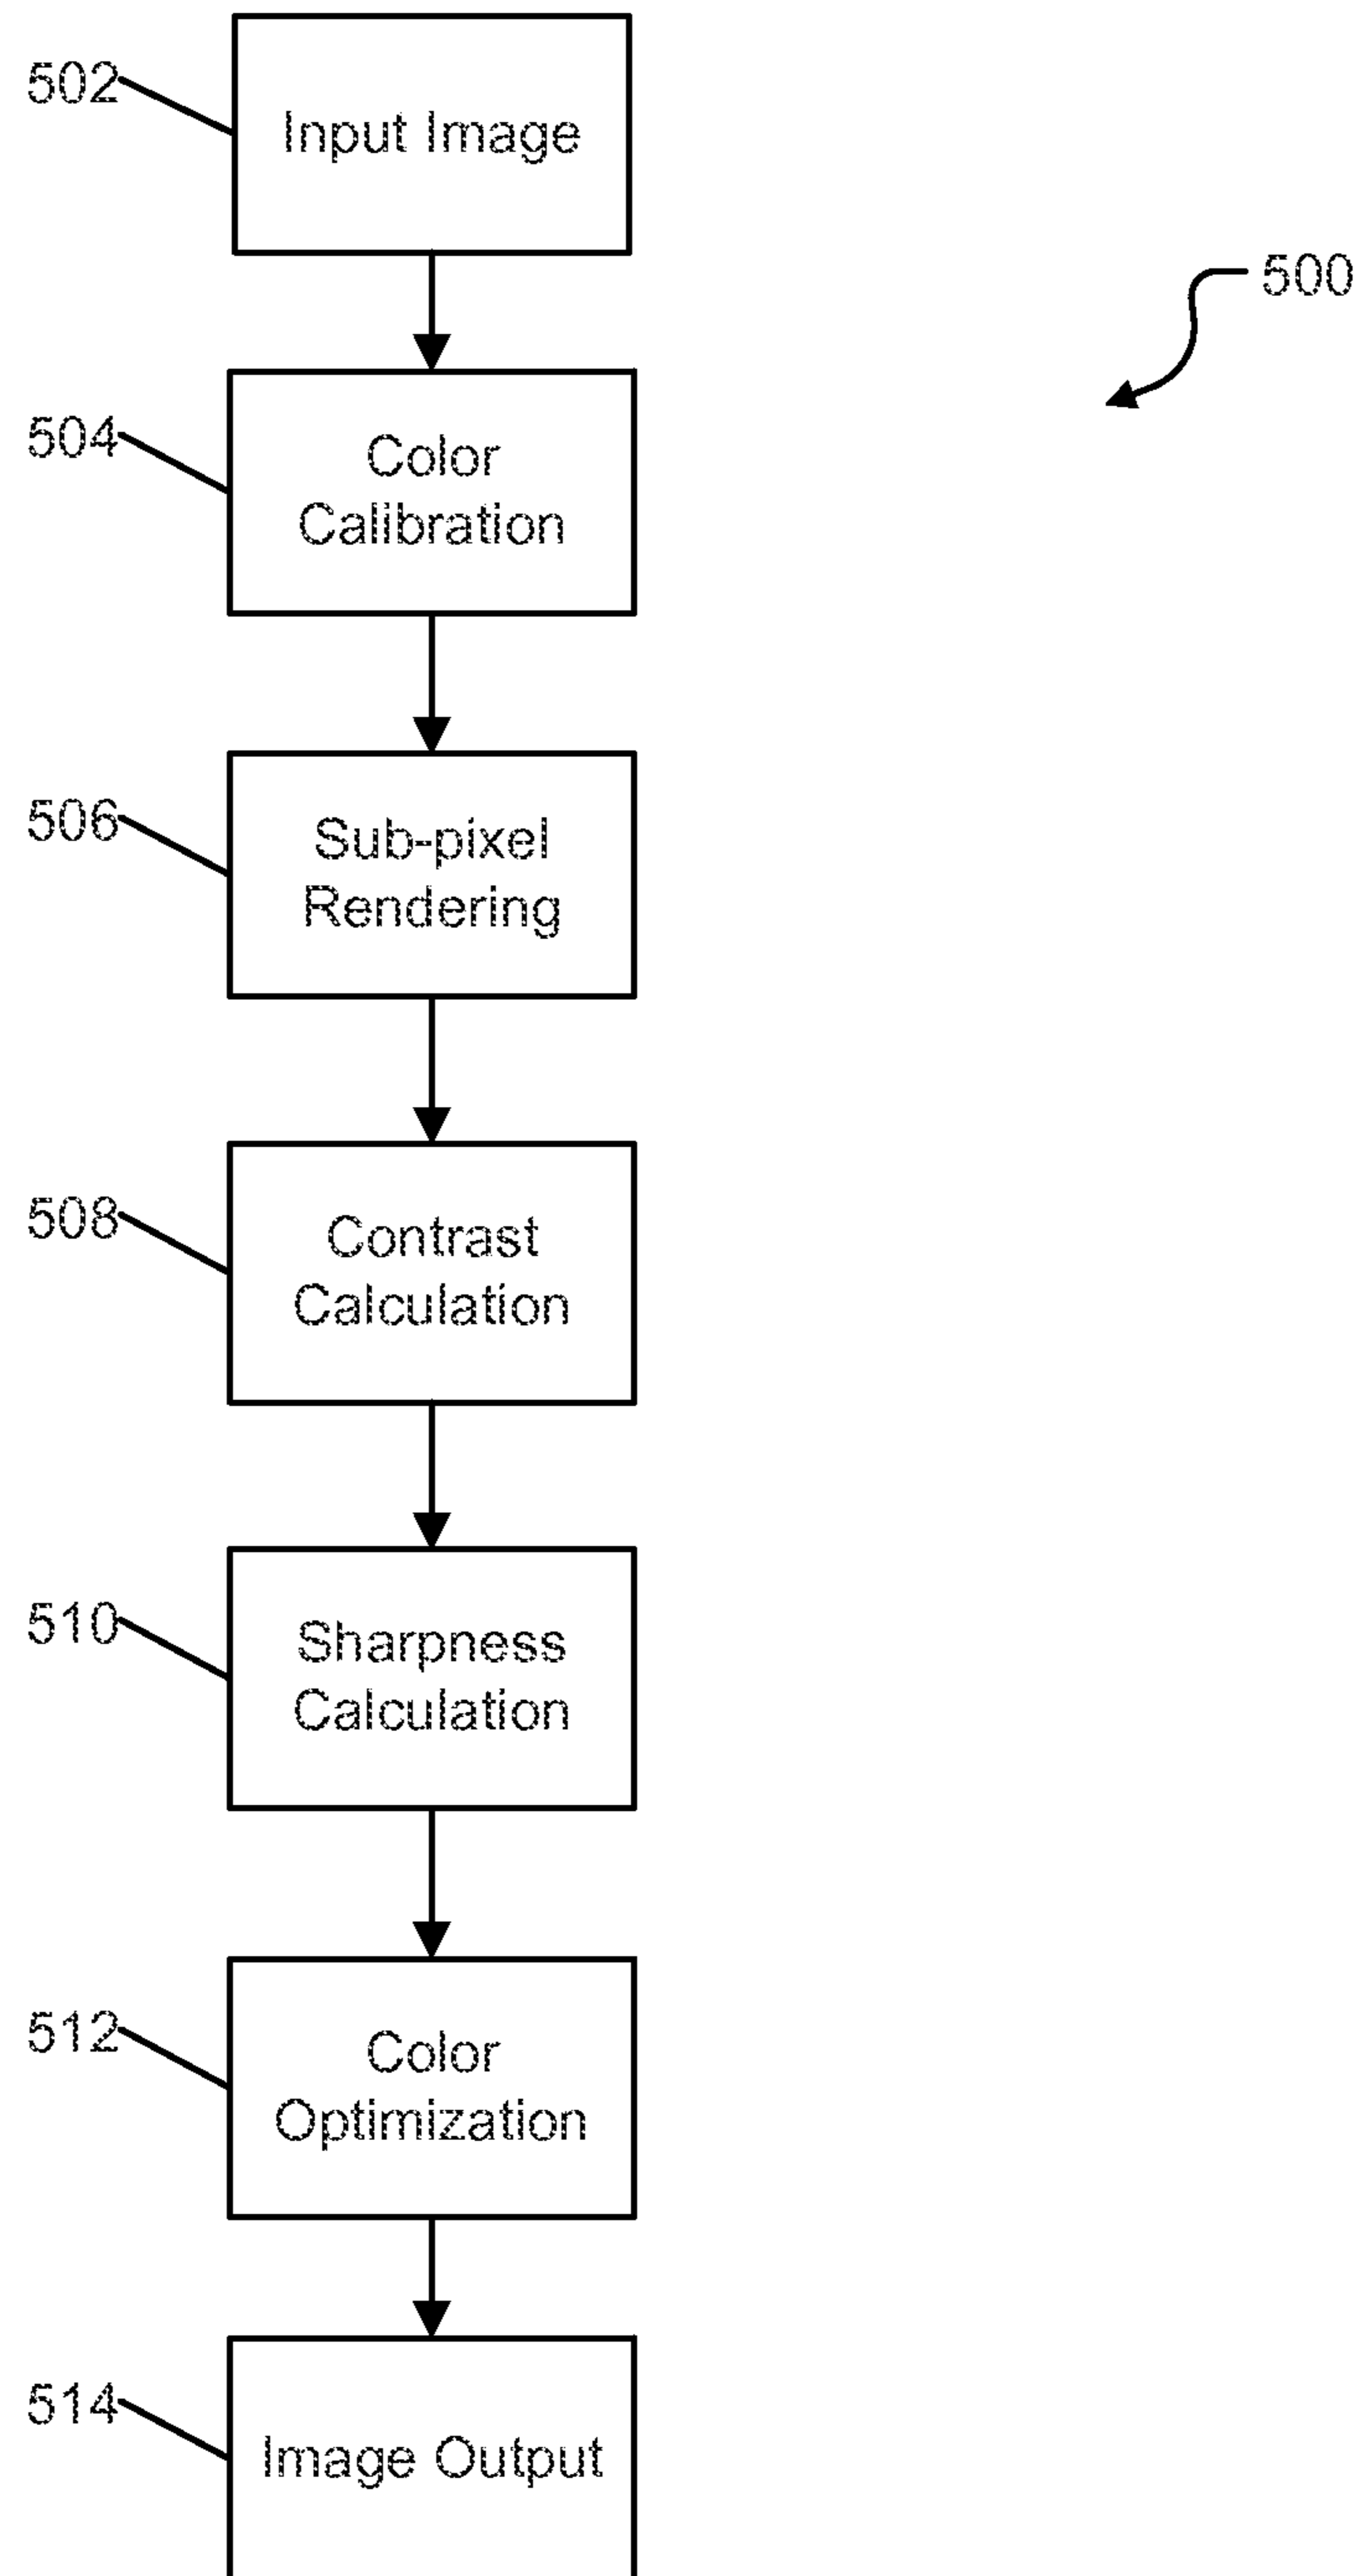 502
Input Image
500
504
Color
Calibration
506
Sub-pixel
Rendering
508
Contrast
Calculation
510
Sharpness
Calculation
512
Color
Optimization
514
Image Output